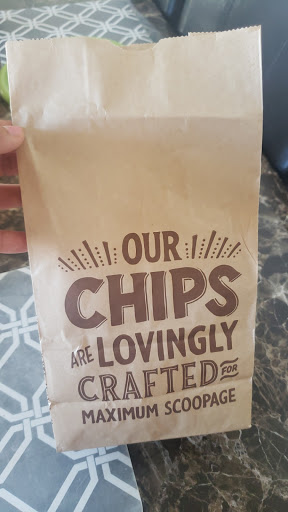 OUR
CHIPS
ARE LOVINGLY
CRAFTED FOR
MAXIMUM SCOOPAGE